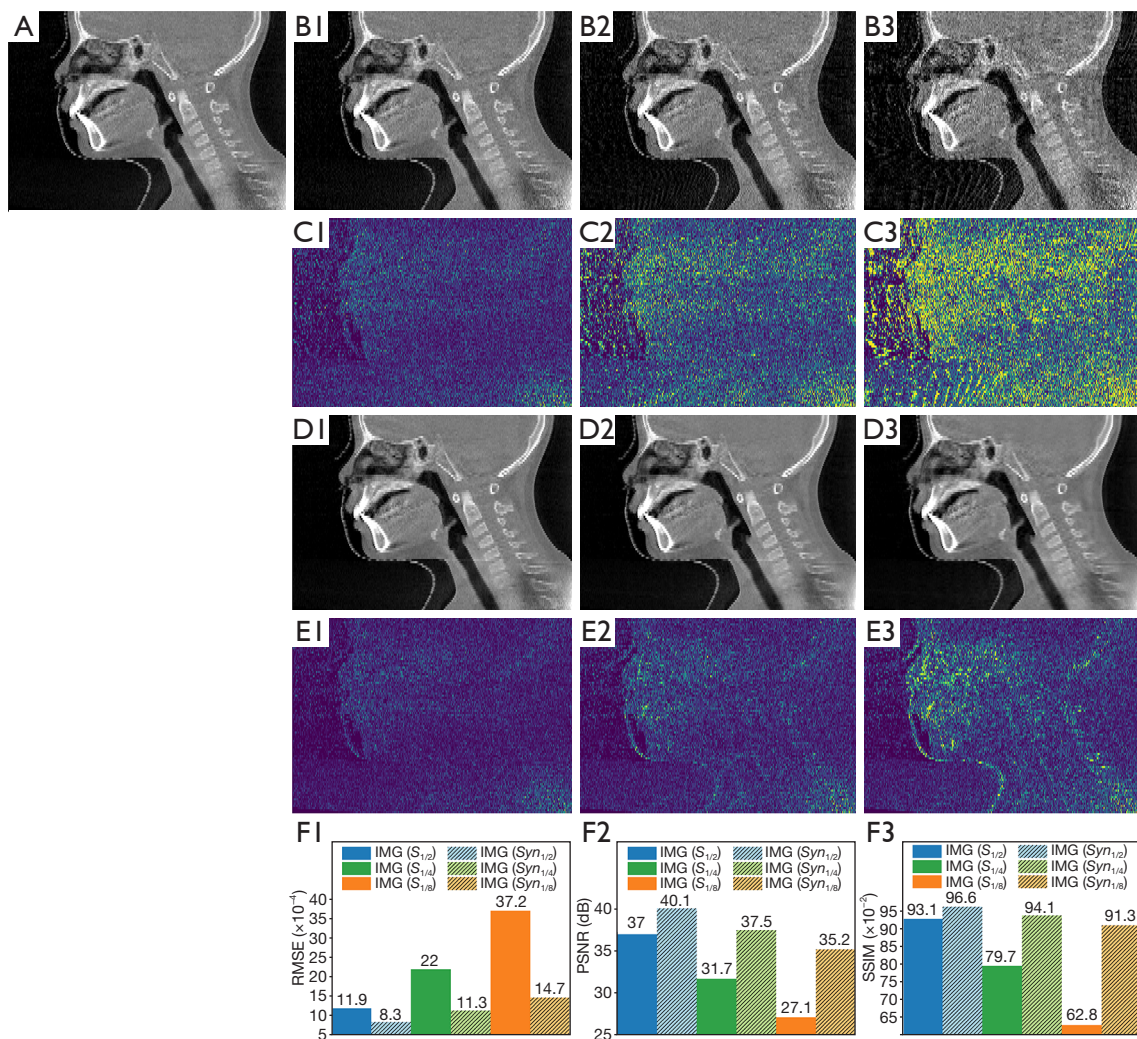 A
B1
B2
B3
C1
C2
C3
D1
D2
D3
E1
E2
E3
F1
IMG (S1/2) IMG (Syn1/2)
IMG (S1/4) IMG (Syn1/4)
IMG (S1/8) IMG (Syn1/8)
RMSE (×10⁻⁴)
40
35
30
25
20
15
10
5
11.9
8.3
22
11.3
37.2
14.7
F2
IMG (S1/2) IMG (Syn1/2)
IMG (S1/4) IMG (Syn1/4)
IMG (S1/8) IMG (Syn1/8)
PSNR (dB)
40
35
30
25
37
40.1
31.7
37.5
27.1
35.2
F3
IMG (S1/2) IMG (Syn1/2)
IMG (S1/4) IMG (Syn1/4)
IMG (S1/8) IMG (Syn1/8)
SSIM (×10⁻²)
95
90
85
80
75
70
65
93.1
96.6
79.7
94.1
62.8
91.3